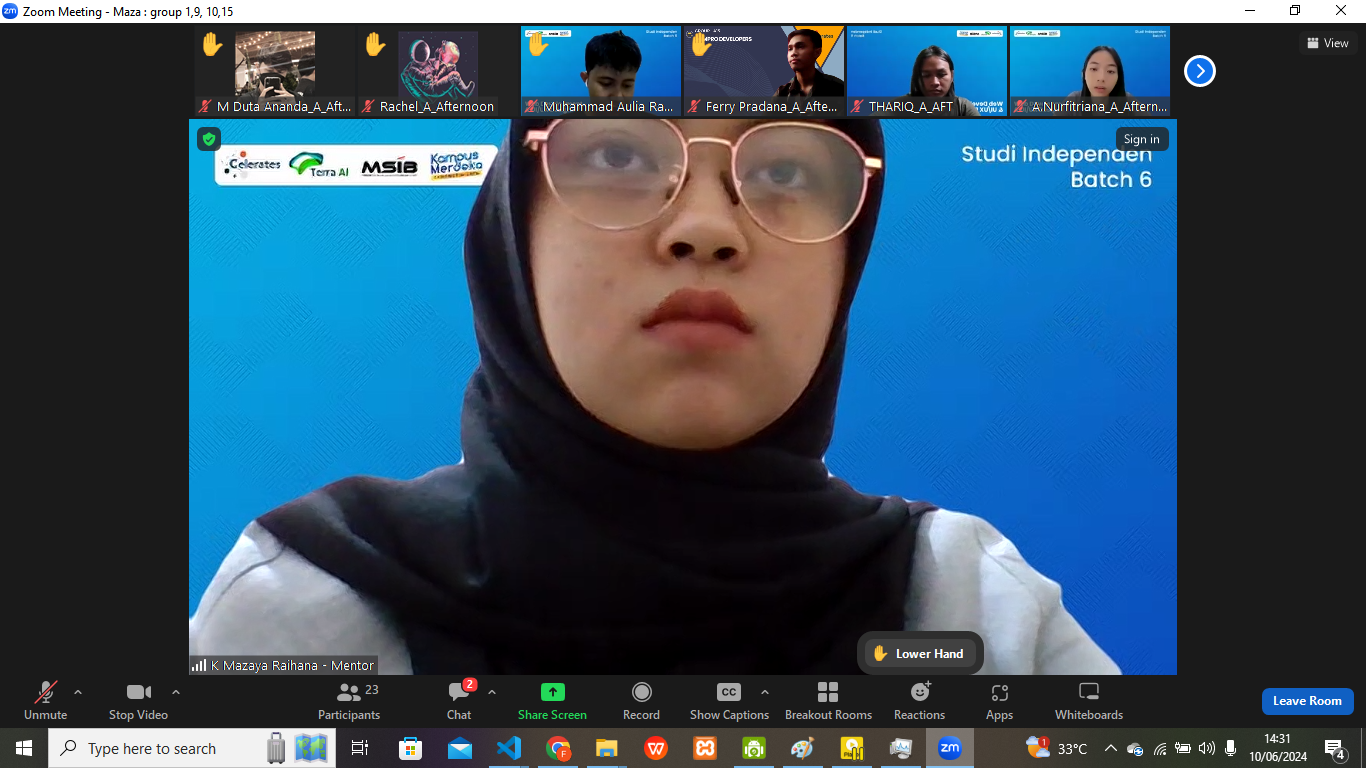 Zoom Meeting - Maza : group 1,9, 10,15
View
M Duta Ananda_A_Aft...
Rachel_A_Afternoon
Muhammad Aulia Ra...
Ferry Pradana_A_Afte...
THARIQ_A_AFT
A.Nurfitriana_A_Aftern...
Sign in
Celerates
Terra AI
MSIB
Kampus
Merdeka
Studi Independen
Batch 6
Lower Hand
K Mazaya Raihana - Mentor
Unmute
Stop Video
23
Participants
2
Chat
Share Screen
Record
CC
Show Captions
Breakout Rooms
Reactions
Apps
Whiteboards
Leave Room
Type here to search
zm
1
33°C
14:31
10/06/2024
4